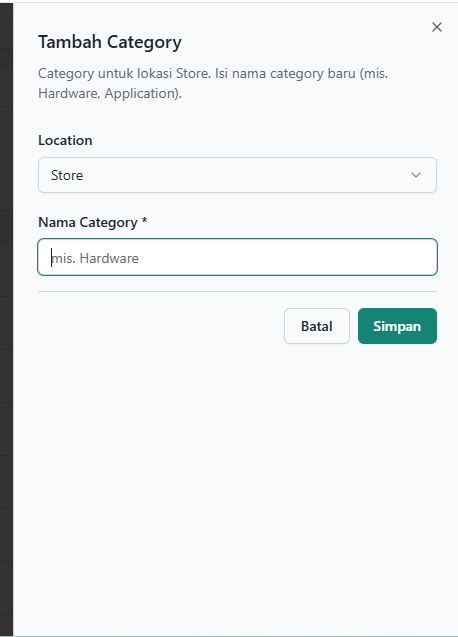 Tambah Category
Category untuk lokasi Store. Isi nama category baru (mis.
Hardware, Application).
Location
Store
Nama Category *
mis. Hardware
Batal
Simpan